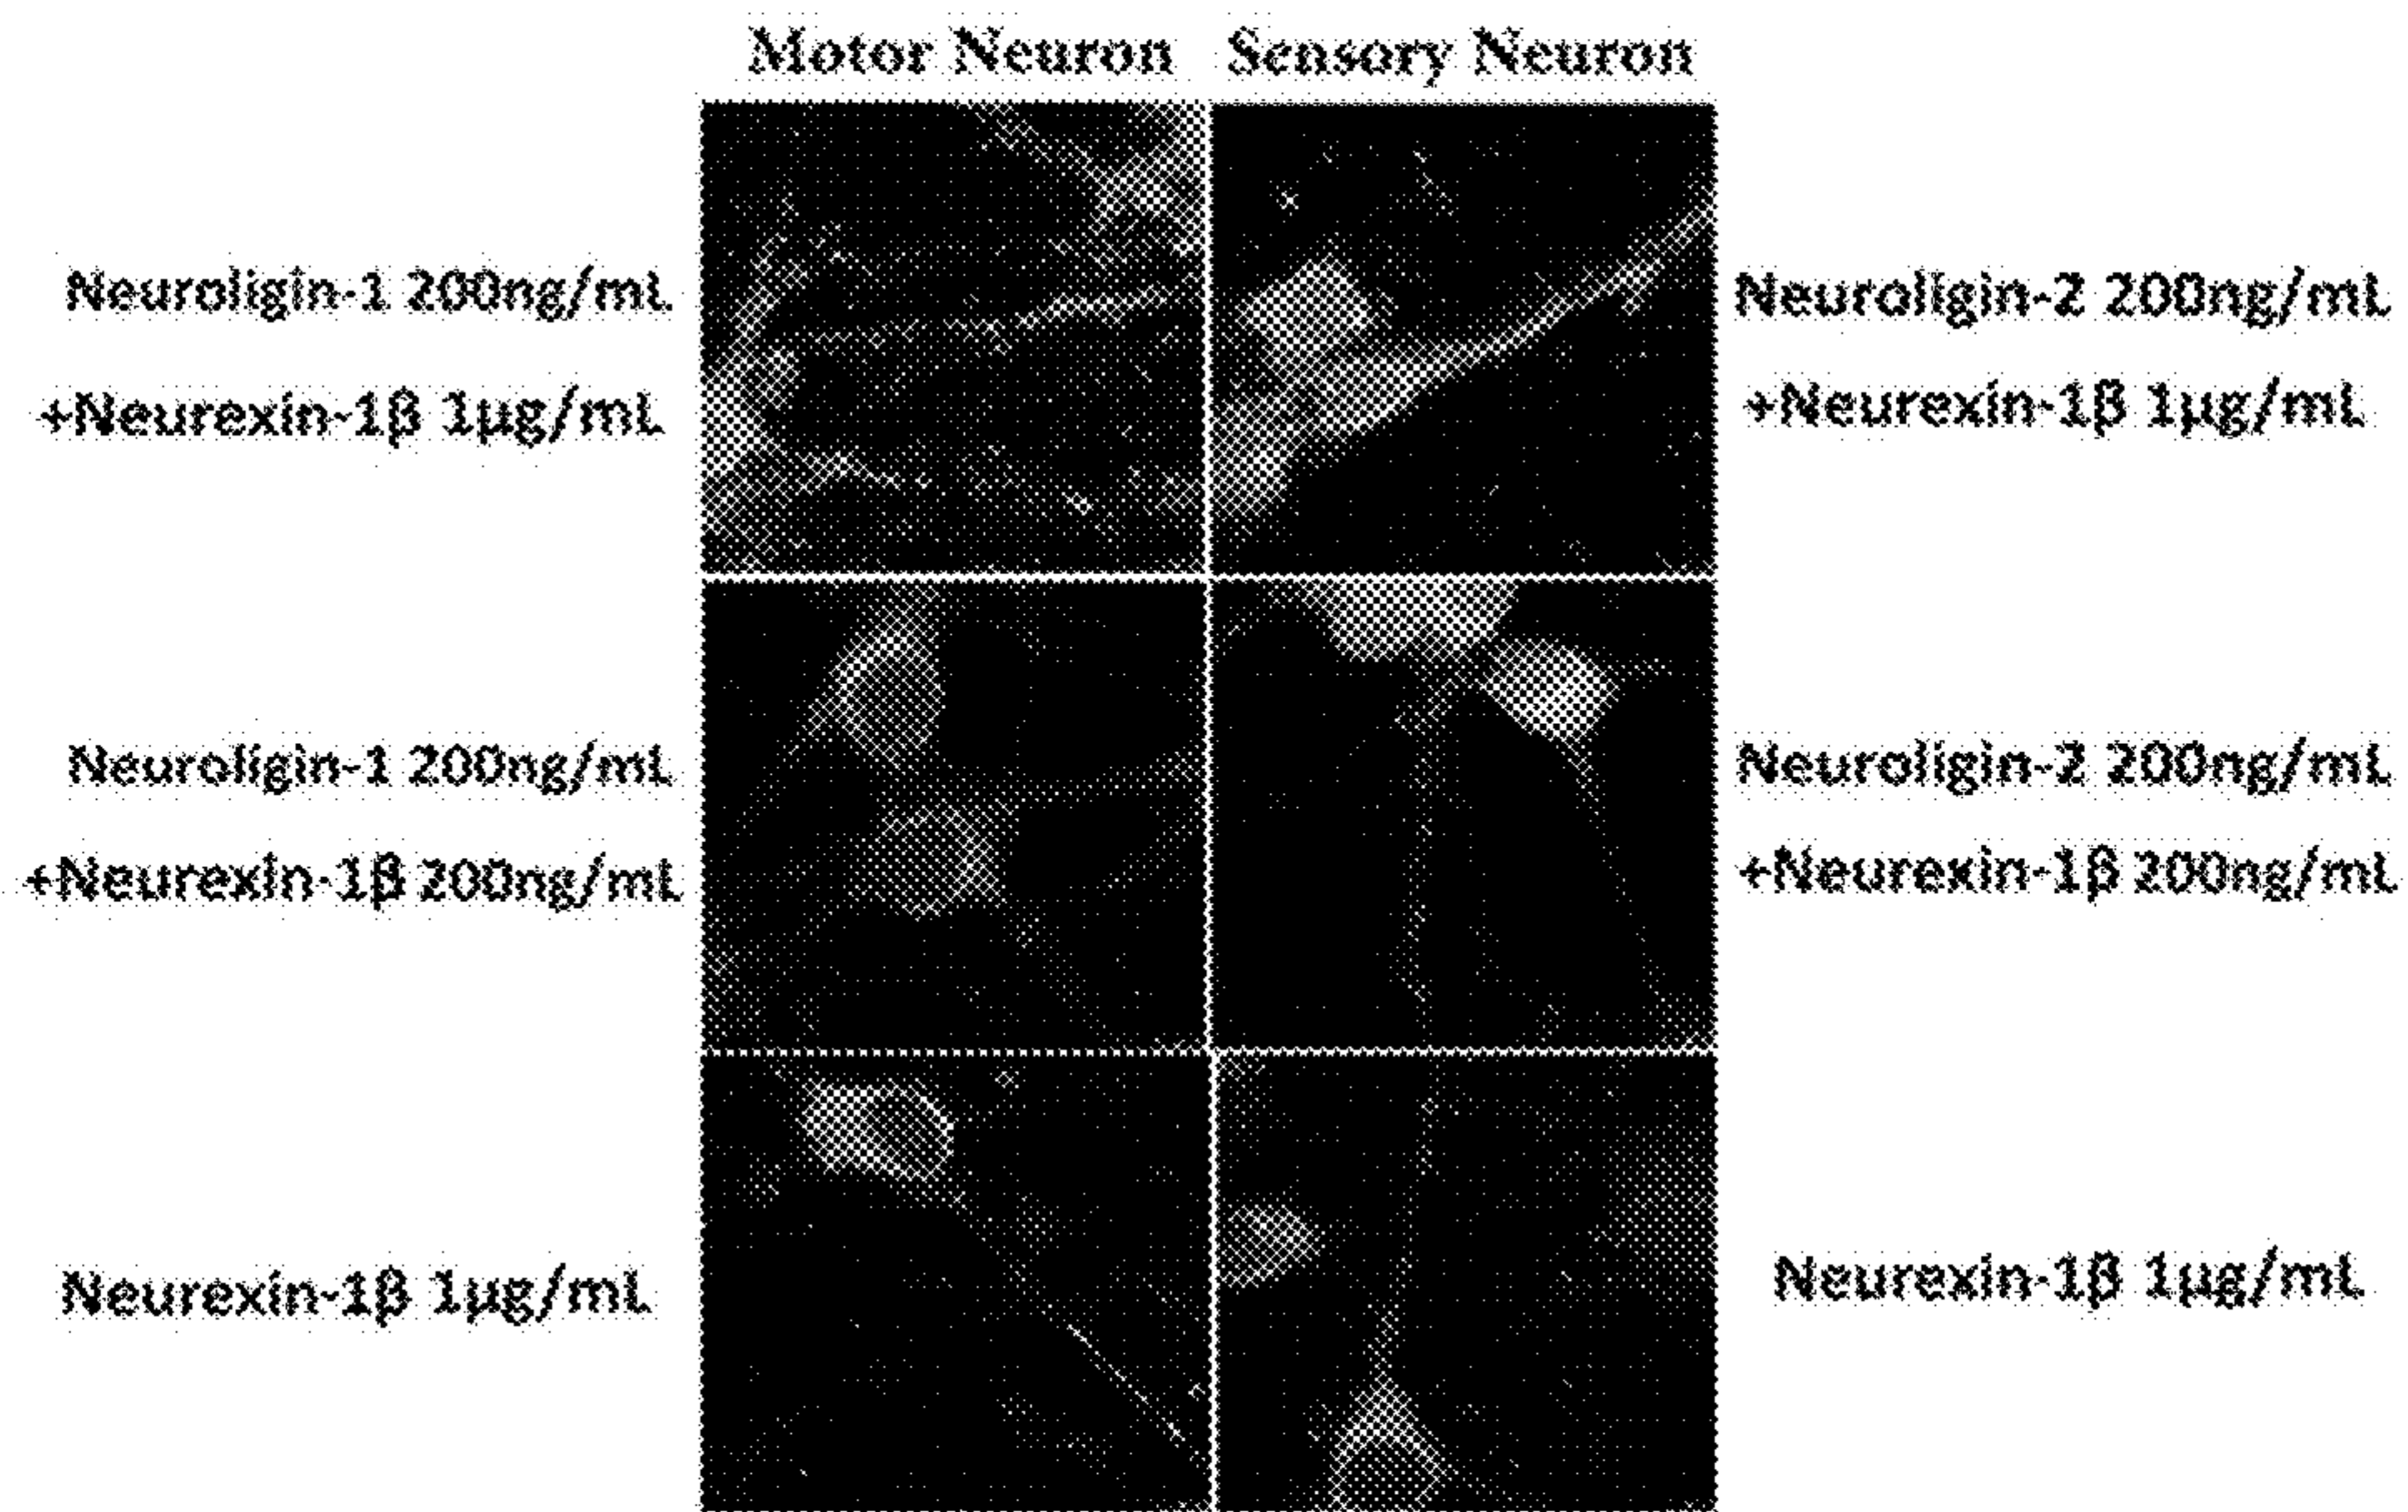 Motor Neuron Sensory Neuron
Neuroligin-1 200ng/mL
+Neurexin-1β 1µg/mL
Neuroligin-2 200ng/mL
+Neurexin-1β 1µg/mL
Neuroligin-1 200ng/mL
+Neurexin-1β 200ng/mL
Neuroligin-2 200ng/mL
+Neurexin-1β 200ng/mL
Neurexin-1β 1µg/mL
Neurexin-1β 1µg/mL